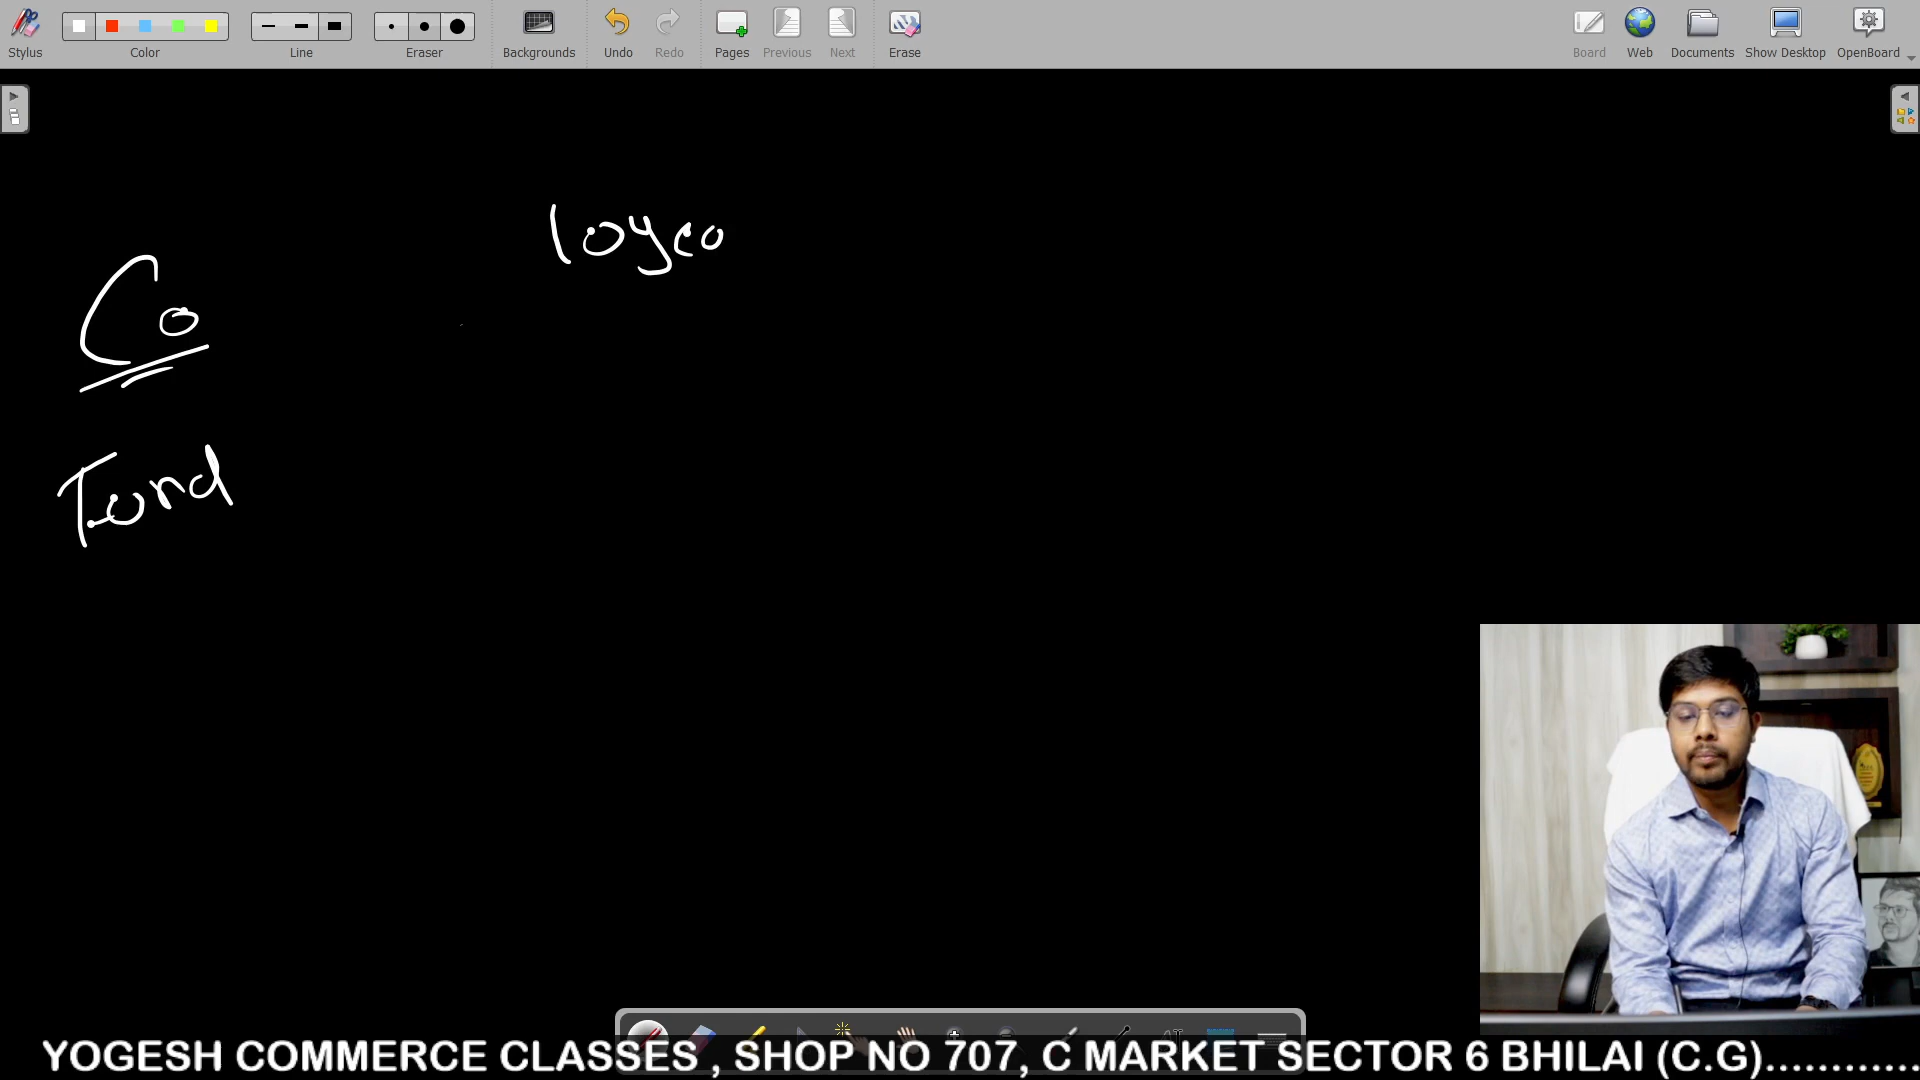 Stylus Color Line Eraser Backgrounds Undo Redo Pages Previous Next Erase Board Web Documents Show Desktop OpenBoard
Co
Fund
YOGESH COMMERCE CLASSES , SHOP NO 707, C MARKET SECTOR 6 BHILAI (C.G)............